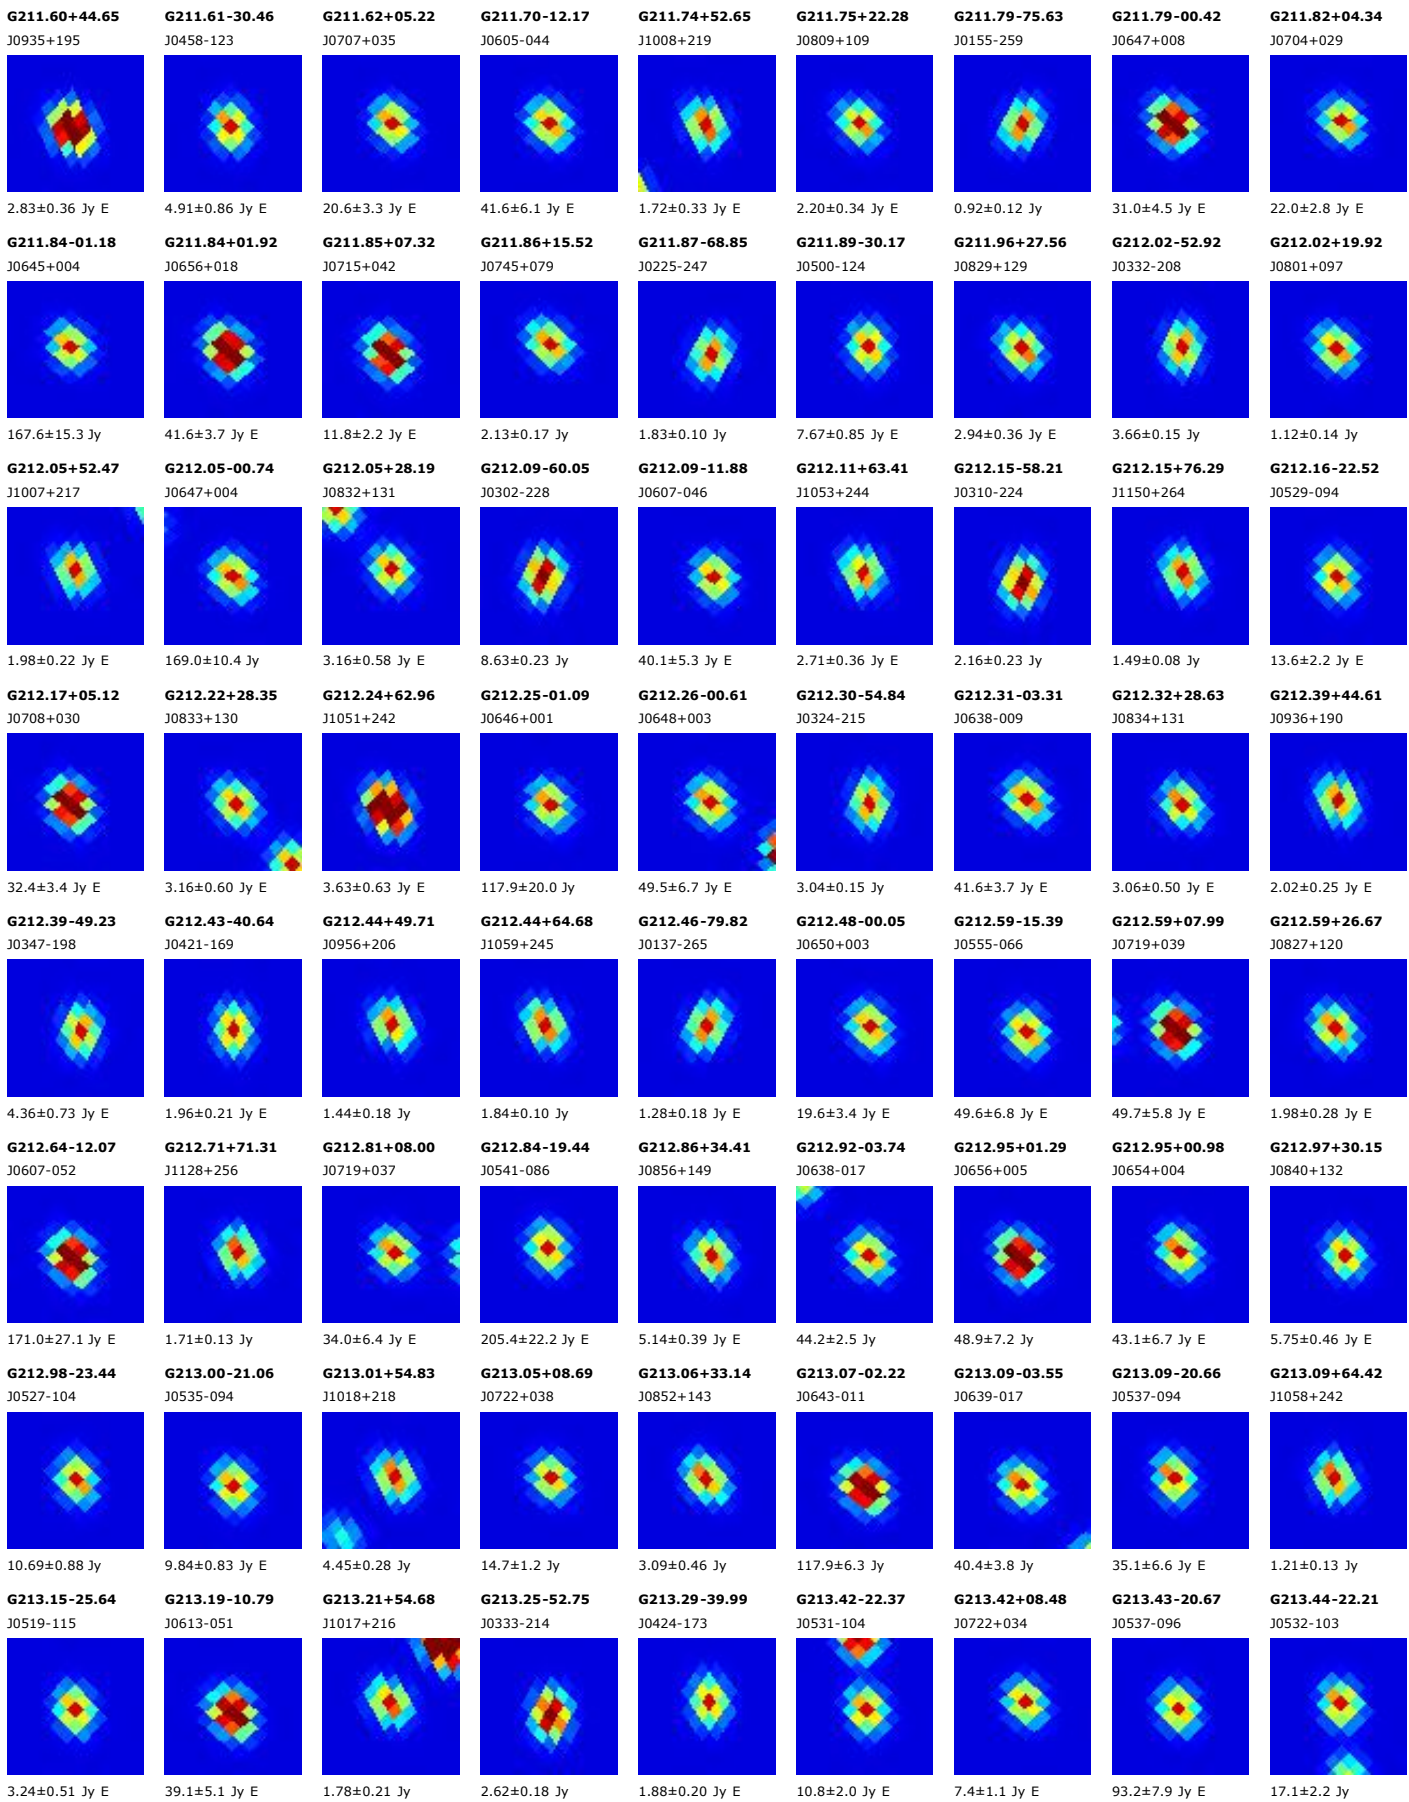 G211.60+44.65 G211.61-30.46 G211.62+05.22 G211.70-12.17 G211.74+52.65 G211.75+22.28 G211.79-75.63 G211.79-00.42 G211.82+04.34
J0935+195 J0458-123 J0707+035 J0605-044 J1008+219 J0809+109 J0155-259 J0647+008 J0704+029
2.83±0.36 Jy E 4.91±0.86 Jy E 20.6±3.3 Jy E 41.6±6.1 Jy E 1.72±0.33 Jy E 2.20±0.34 Jy E 0.92±0.12 Jy 31.0±4.5 Jy E 22.0±2.8 Jy E
G211.84-01.18 G211.84+01.92 G211.85+07.32 G211.86+15.52 G211.87-68.85 G211.89-30.17 G211.96+27.56 G212.02-52.92 G212.02+19.92
J0645+004 J0656+018 J0715+042 J0745+079 J0225-247 J0500-124 J0829+129 J0332-208 J0801+097
167.6±15.3 Jy 41.6±3.7 Jy E 11.8±2.2 Jy E 2.13±0.17 Jy 1.83±0.10 Jy 7.67±0.85 Jy E 2.94±0.36 Jy E 3.66±0.15 Jy 1.12±0.14 Jy
G212.05+52.47 G212.05-00.74 G212.05+28.19 G212.09-60.05 G212.09-11.88 G212.11+63.41 G212.15-58.21 G212.15+76.29 G212.16-22.52
J1007+217 J0647+004 J0832+131 J0302-228 J0607-046 J1053+244 J0310-224 J1150+264 J0529-094
1.98±0.22 Jy E 169.0±10.4 Jy 3.16±0.58 Jy E 8.63±0.23 Jy 40.1±5.3 Jy E 2.71±0.36 Jy E 2.16±0.23 Jy 1.49±0.08 Jy 13.6±2.2 Jy E
G212.17+05.12 G212.22+28.35 G212.24+62.96 G212.25-01.09 G212.26-00.61 G212.30-54.84 G212.31-03.31 G212.32+28.63 G212.39+44.61
J0708+030 J0833+130 J1051+242 J0646+001 J0648+003 J0324-215 J0638-009 J0834+131 J0936+190
32.4±3.4 Jy E 3.16±0.60 Jy E 3.63±0.63 Jy E 117.9±20.0 Jy 49.5±6.7 Jy E 3.04±0.15 Jy 41.6±3.7 Jy E 3.06±0.50 Jy E 2.02±0.25 Jy E
G212.39-49.23 G212.43-40.64 G212.44+49.71 G212.44+64.68 G212.46-79.82 G212.48-00.05 G212.59-15.39 G212.59+07.99 G212.59+26.67
J0347-198 J0421-169 J0956+206 J1059+245 J0137-265 J0650+003 J0555-066 J0719+039 J0827+120
4.36±0.73 Jy E 1.96±0.21 Jy E 1.44±0.18 Jy 1.84±0.10 Jy 1.28±0.18 Jy E 19.6±3.4 Jy E 49.6±6.8 Jy E 49.7±5.8 Jy E 1.98±0.28 Jy E
G212.64-12.07 G212.71+71.31 G212.81+08.00 G212.84-19.44 G212.86+34.41 G212.92-03.74 G212.95+01.29 G212.95+00.98 G212.97+30.15
J0607-052 J1128+256 J0719+037 J0541-086 J0856+149 J0638-017 J0656+005 J0654+004 J0840+132
171.0±27.1 Jy E 1.71±0.13 Jy 34.0±6.4 Jy E 205.4±22.2 Jy E 5.14±0.39 Jy E 44.2±2.5 Jy 48.9±7.2 Jy 43.1±6.7 Jy E 5.75±0.46 Jy E
G212.98-23.44 G213.00-21.06 G213.01+54.83 G213.05+08.69 G213.06+33.14 G213.07-02.22 G213.09-03.55 G213.09-20.66 G213.09+64.42
J0527-104 J0535-094 J1018+218 J0722+038 J0852+143 J0643-011 J0639-017 J0537-094 J1058+242
10.69±0.88 Jy 9.84±0.83 Jy E 4.45±0.28 Jy 14.7±1.2 Jy 3.09±0.46 Jy 117.9±6.3 Jy 40.4±3.8 Jy 35.1±6.6 Jy E 1.21±0.13 Jy
G213.15-25.64 G213.19-10.79 G213.21+54.68 G213.25-52.75 G213.29-39.99 G213.42-22.37 G213.42+08.48 G213.43-20.67 G213.44-22.21
J0519-115 J0613-051 J1017+216 J0333-214 J0424-173 J0531-104 J0722+034 J0537-096 J0532-103
3.24±0.51 Jy E 39.1±5.1 Jy E 1.78±0.21 Jy 2.62±0.18 Jy 1.88±0.20 Jy E 10.8±2.0 Jy E 7.4±1.1 Jy E 93.2±7.9 Jy E 17.1±2.2 Jy